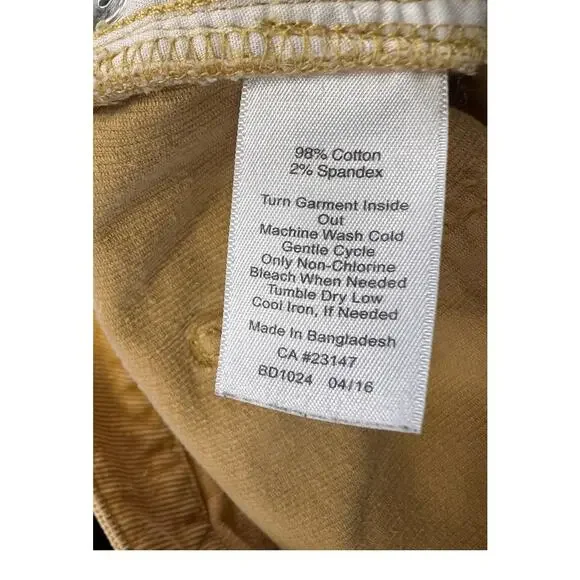 98% Cotton
2% Spandex
Turn Garment Inside
Out
Machine Wash Cold
Gentle Cycle
Only Non-Chlorine
Bleach When Needed
Tumble Dry Low
Cool Iron, If Needed
Made In Bangladesh
CA #23147
BD1024 04/16